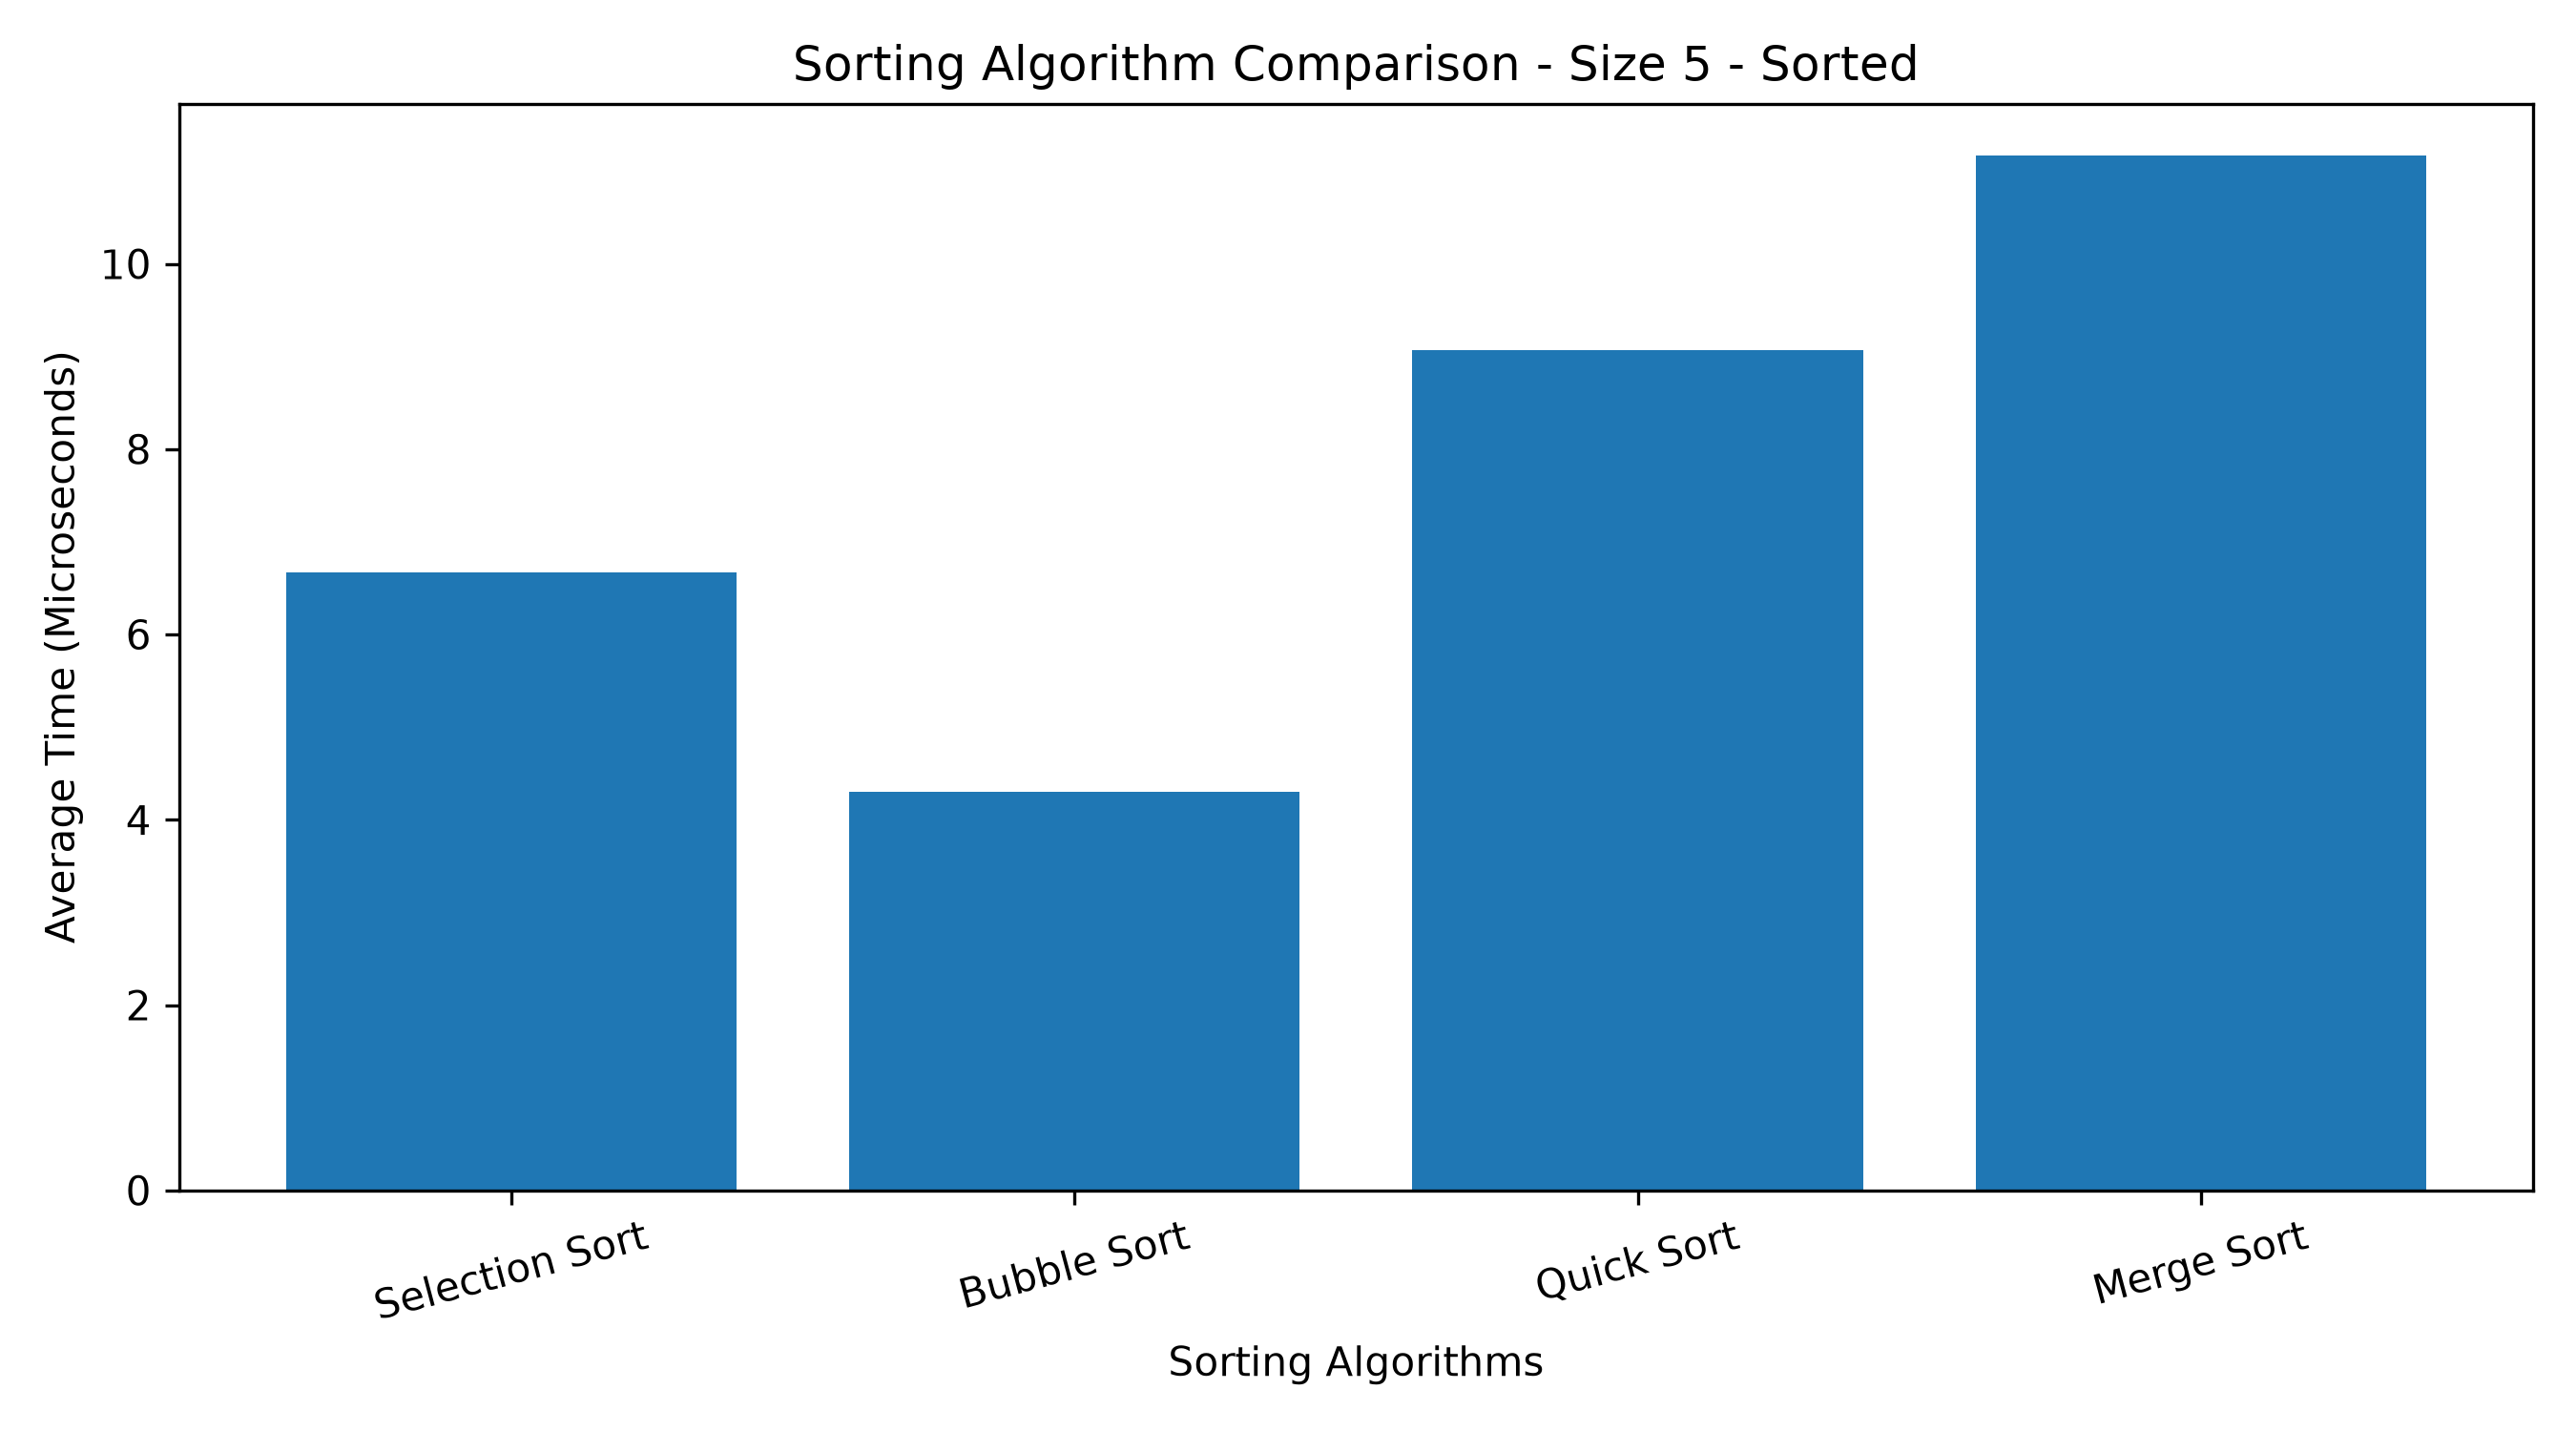 Sorting Algorithm Comparison - Size 5 - Sorted
Average Time (Microseconds)
10
8
6
4
2
0
Selection Sort
Bubble Sort
Quick Sort
Merge Sort
Sorting Algorithms